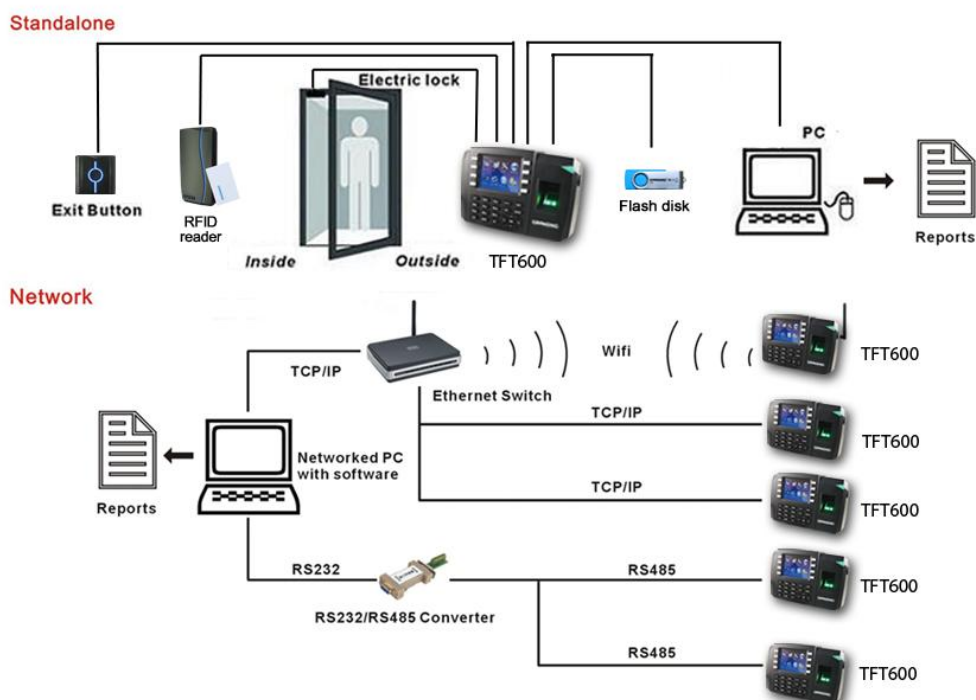 Standalone
Electric lock
PC
Exit Button
RFID
reader
Inside
Outside
TFT600
Flash disk
Reports
Network
TCP/IP
Wifi
TFT600
Ethernet Switch
TCP/IP
TFT600
Networked PC
with software
Reports
TCP/IP
TFT600
RS232
RS485
TFT600
RS232/RS485 Converter
RS485
TFT600